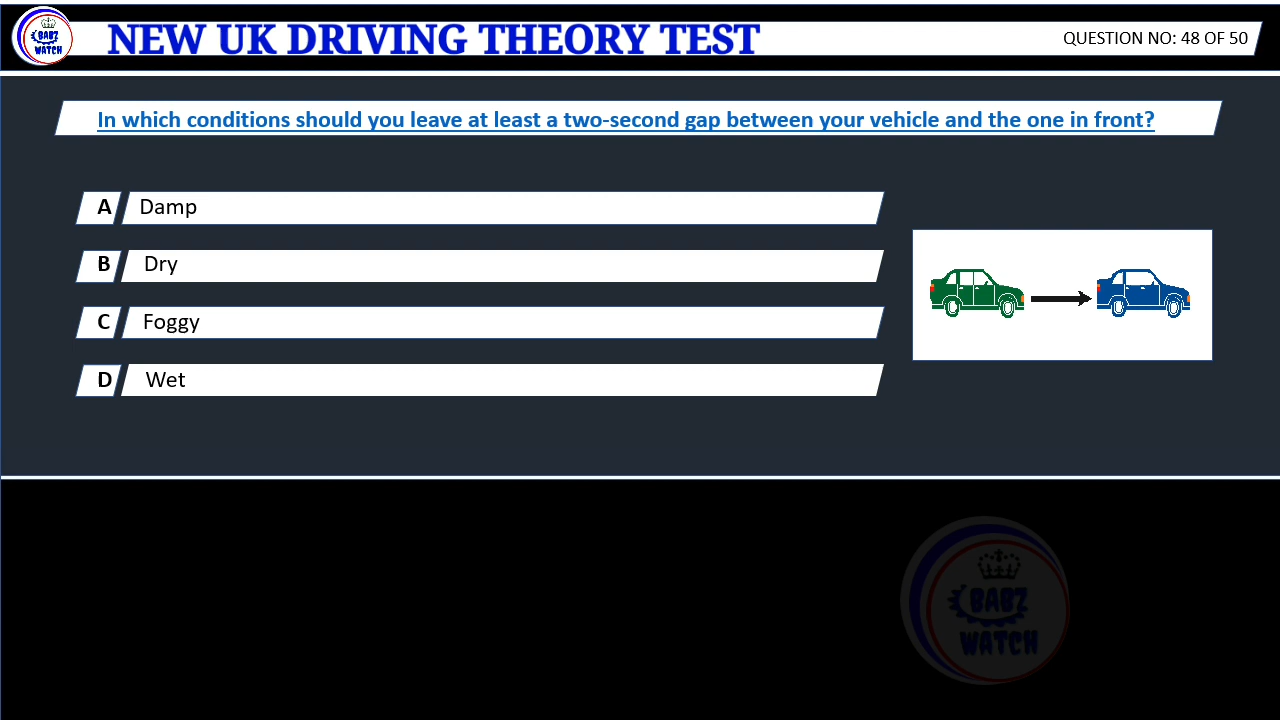 BABZ
WATCH
NEW UK DRIVING THEORY TEST
QUESTION NO: 48 OF 50
In which conditions should you leave at least a two-second gap between your vehicle and the one in front?
A Damp
B Dry
C Foggy
D Wet
BABZ
WATCH